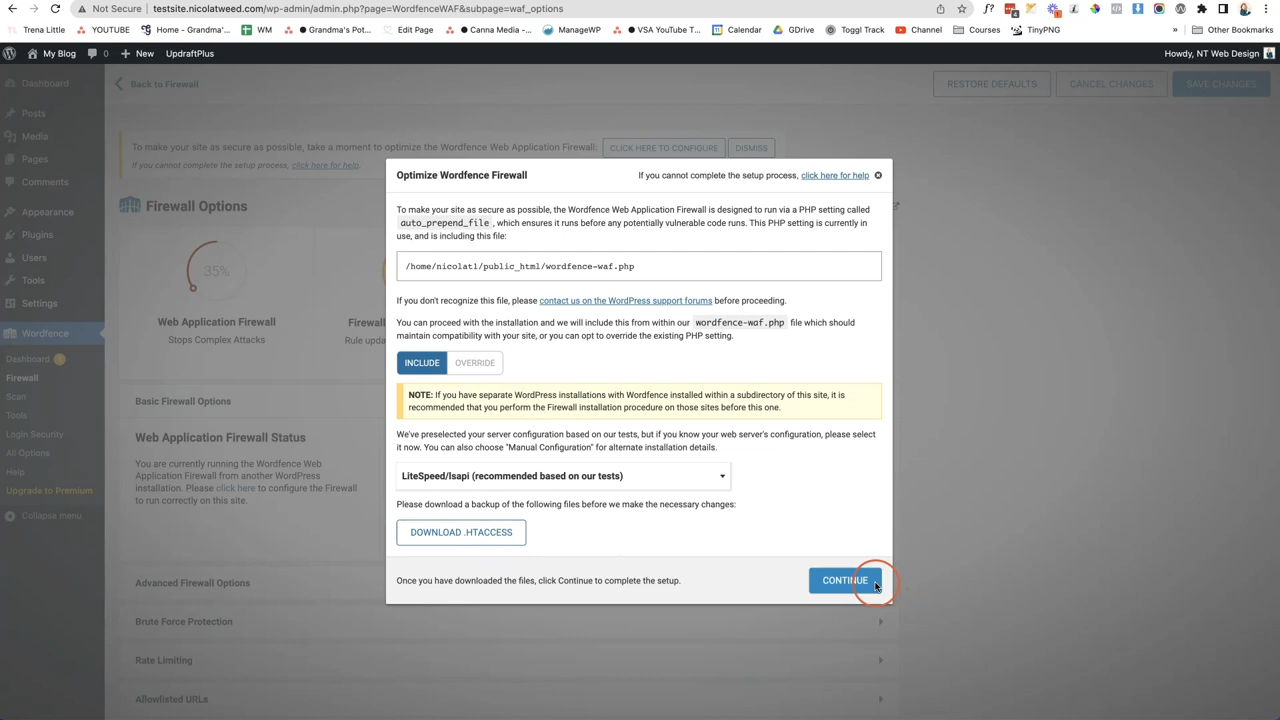 Not Secure
testsite.nicolatweed.com/wp-admin/admin.php?page=WordfenceWAF&subpage=waf_options
Trena Little
YOUTUBE
Home - Grandma's...
WM
Grandma's Pot...
Edit Page
Canna Media -...
ManageWP
VSA YouTube T...
Calendar
GDrive
Toggl Track
Channel
Courses
TinyPNG
»
Other Bookmarks
My Blog
0
New
UpdraftPlus
Howdy, NT Web Design
Dashboard
Posts
Media
Pages
Comments
Appearance
Plugins
Users
Tools
Settings
Wordfence
Dashboard
Firewall
Scan
Tools
Login Security
All Options
Help
Upgrade to Premium
Collapse menu
Back to Firewall
RESTORE DEFAULTS
CANCEL CHANGES
SAVE CHANGES
To make your site as secure as possible, take a moment to optimize the Wordfence Web Application Firewall:
CLICK HERE TO CONFIGURE
DISMISS
If you cannot complete the setup process, click here for help.
Firewall Options
35%
Web Application Firewall
Stops Complex Attacks
Firewall
Rule upda
Basic Firewall Options
Web Application Firewall Status
You are currently running the Wordfence Web
Application Firewall from another WordPress
installation. Please click here to configure the Firewall
to run correctly on this site.
Advanced Firewall Options
Brute Force Protection
Rate Limiting
Allowlisted URLs
Optimize Wordfence Firewall
If you cannot complete the setup process, click here for help
To make your site as secure as possible, the Wordfence Web Application Firewall is designed to run via a PHP setting called
auto_prepend_file , which ensures it runs before any potentially vulnerable code runs. This PHP setting is currently in
use, and is including this file:
/home/nicolat1/public_html/wordfence-waf.php
If you don't recognize this file, please contact us on the WordPress support forums before proceeding.
You can proceed with the installation and we will include this from within our wordfence-waf.php file which should
maintain compatibility with your site, or you can opt to override the existing PHP setting.
INCLUDE
OVERRIDE
NOTE: If you have separate WordPress installations with Wordfence installed within a subdirectory of this site, it is
recommended that you perform the Firewall installation procedure on those sites before this one.
We've preselected your server configuration based on our tests, but if you know your web server's configuration, please select
it now. You can also choose "Manual Configuration" for alternate installation details.
LiteSpeed/lsapi (recommended based on our tests)
Please download a backup of the following files before we make the necessary changes:
DOWNLOAD .HTACCESS
Once you have downloaded the files, click Continue to complete the setup.
CONTINUE